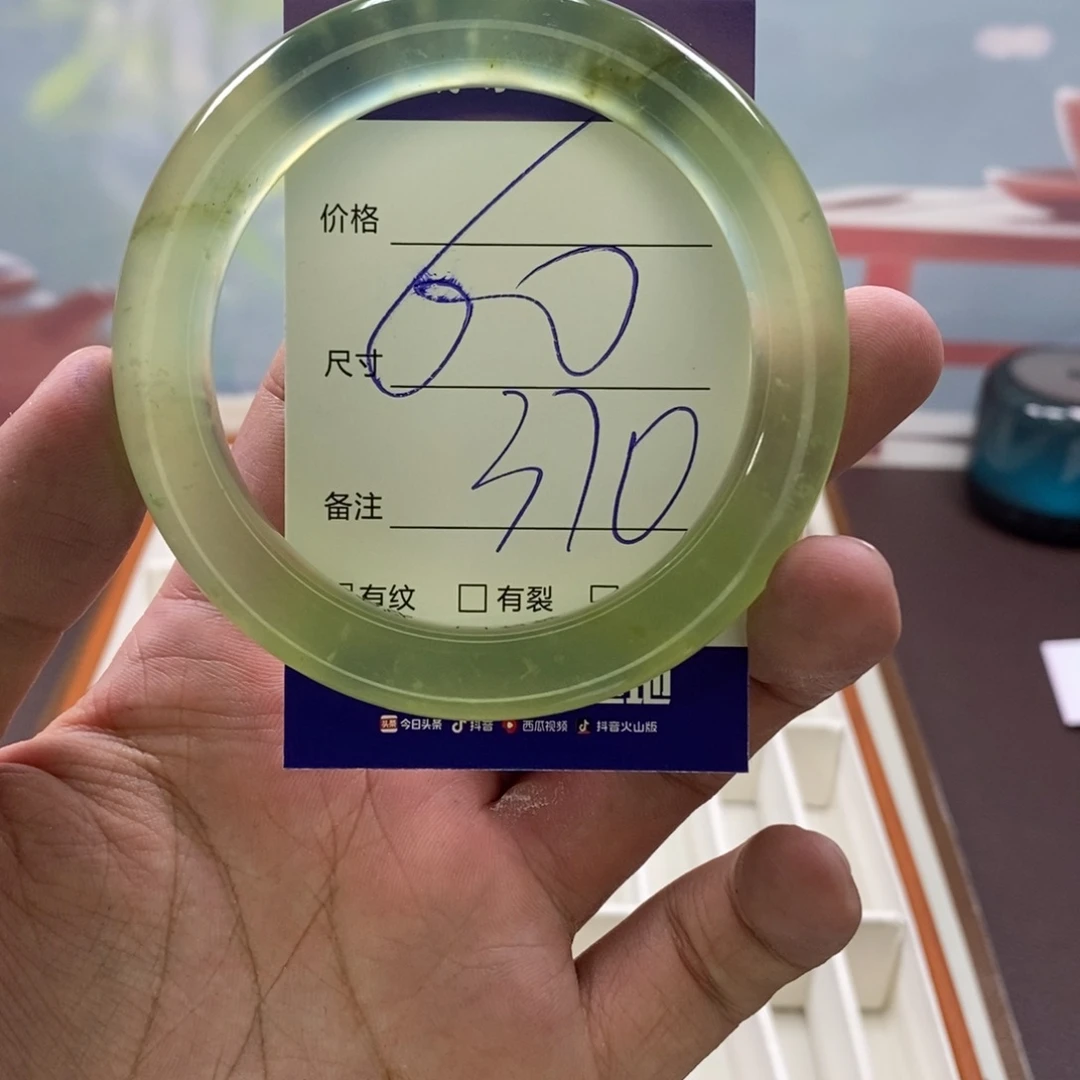 价格
60
尺寸
370
备注
有纹 有裂
今日头条 抖音 西瓜视频 抖音火山版